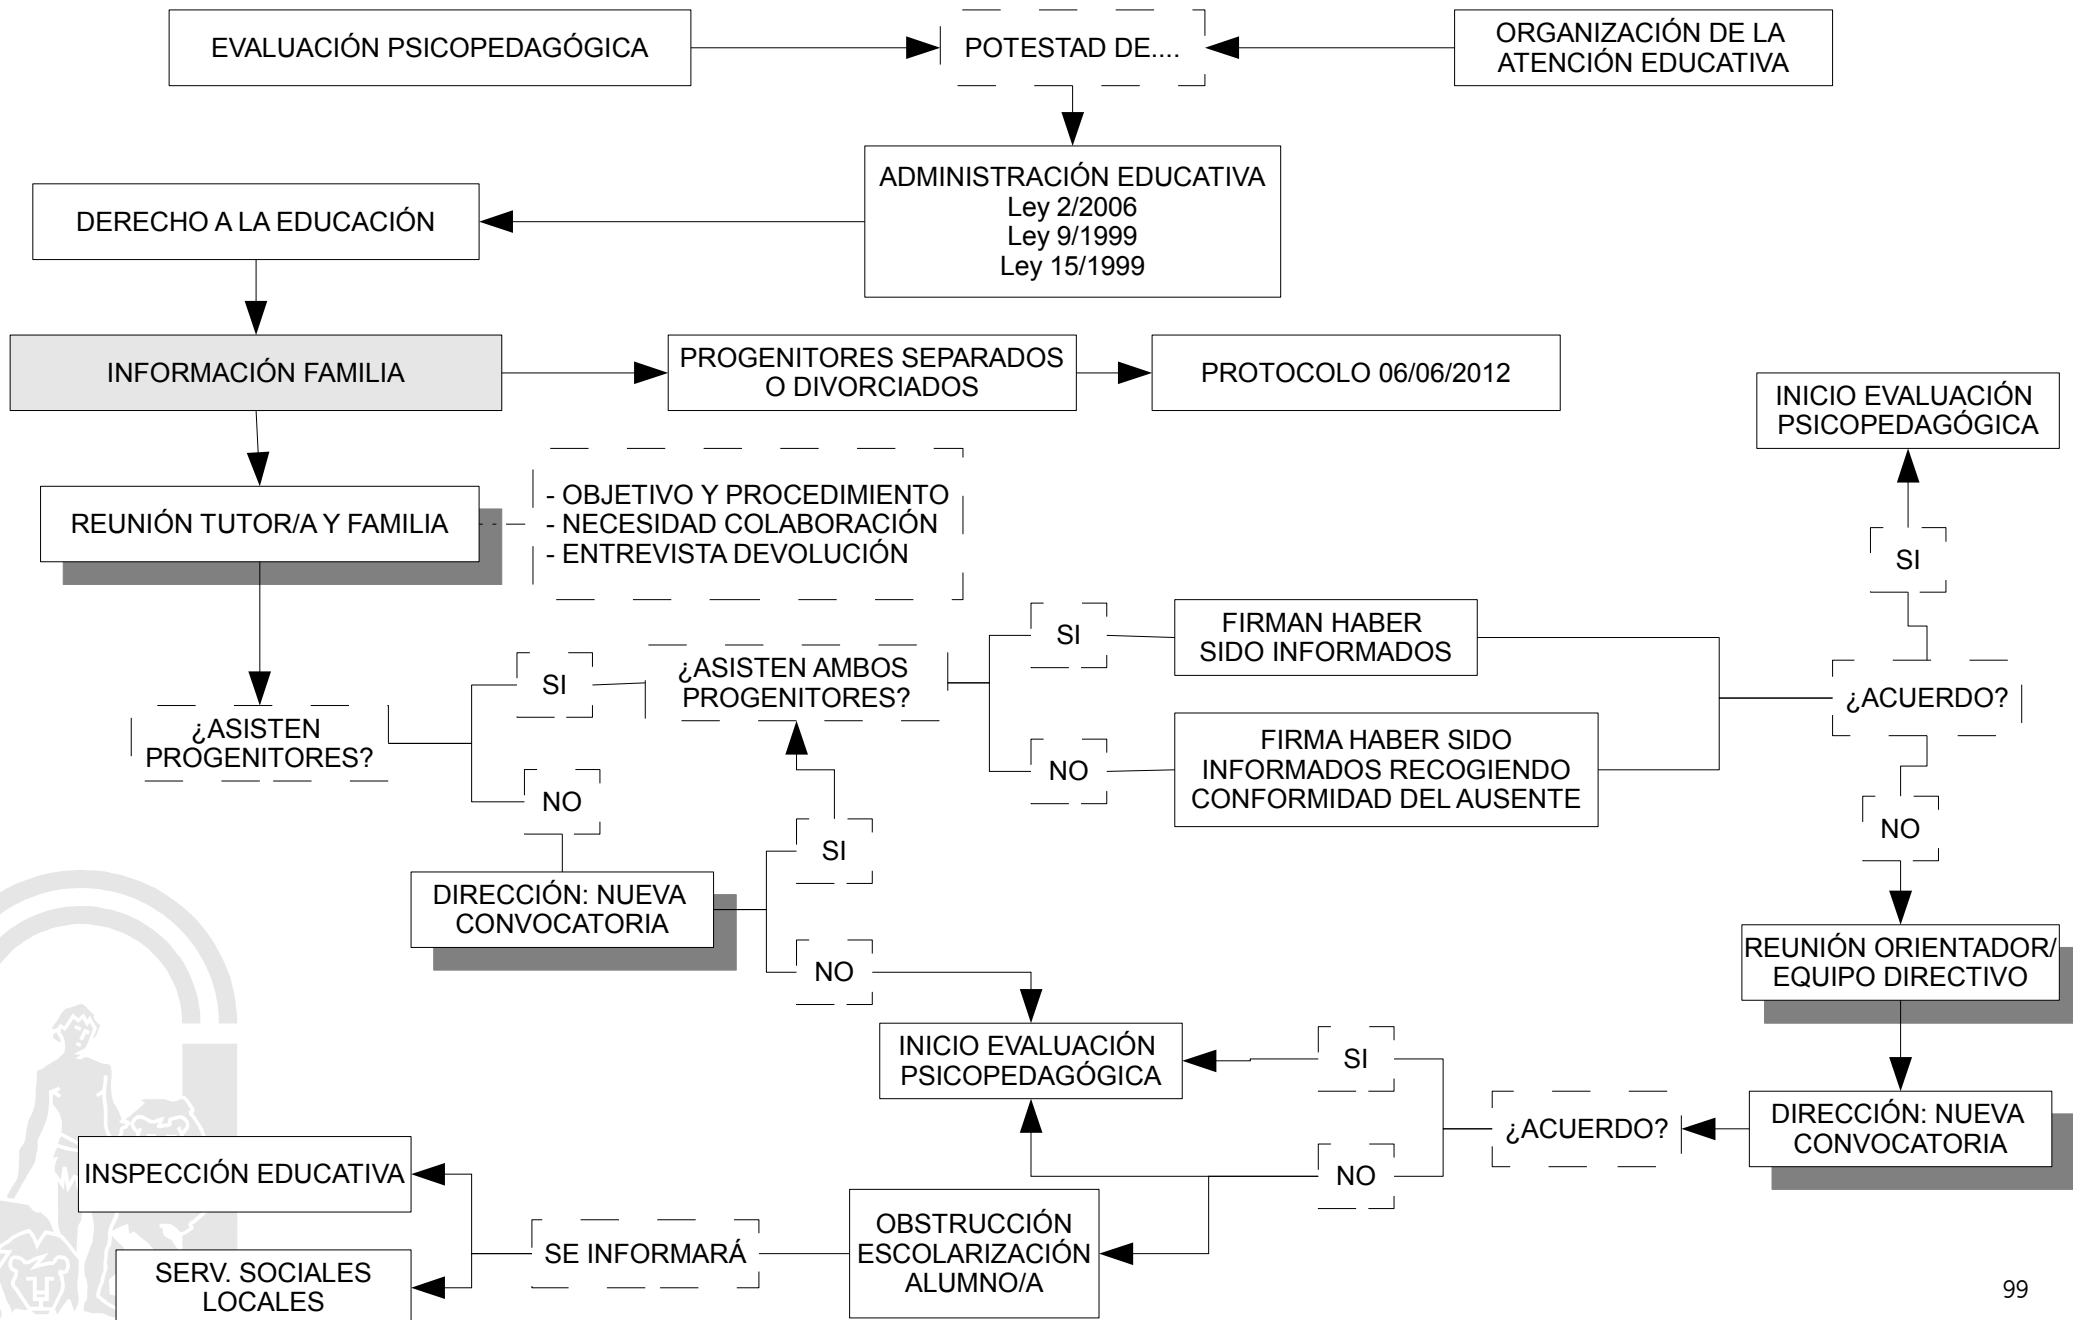 EVALUACIÓN PSICOPEDAGÓGICA
POTESTAD DE....
ORGANIZACIÓN DE LA
ATENCIÓN EDUCATIVA
ADMINISTRACIÓN EDUCATIVA
Ley 2/2006
Ley 9/1999
Ley 15/1999
DERECHO A LA EDUCACIÓN
INFORMACIÓN FAMILIA
PROGENITORES SEPARADOS
O DIVORCIADOS
PROTOCOLO 06/06/2012
INICIO EVALUACIÓN
PSICOPEDAGÓGICA
REUNIÓN TUTOR/A Y FAMILIA
- OBJETIVO Y PROCEDIMIENTO
- NECESIDAD COLABORACIÓN
- ENTREVISTA DEVOLUCIÓN
SI
¿ASISTEN
PROGENITORES?
SI
NO
¿ASISTEN AMBOS
PROGENITORES?
SI
FIRMAN HABER
SIDO INFORMADOS
NO
FIRMA HABER SIDO
INFORMADOS RECOGIENDO
CONFORMIDAD DEL AUSENTE
¿ACUERDO?
NO
DIRECCIÓN: NUEVA
CONVOCATORIA
SI
NO
REUNIÓN ORIENTADOR/
EQUIPO DIRECTIVO
INICIO EVALUACIÓN
PSICOPEDAGÓGICA
SI
NO
¿ACUERDO?
DIRECCIÓN: NUEVA
CONVOCATORIA
INSPECCIÓN EDUCATIVA
SERV. SOCIALES
LOCALES
SE INFORMARÁ
OBSTRUCCIÓN
ESCOLARIZACIÓN
ALUMNO/A
99